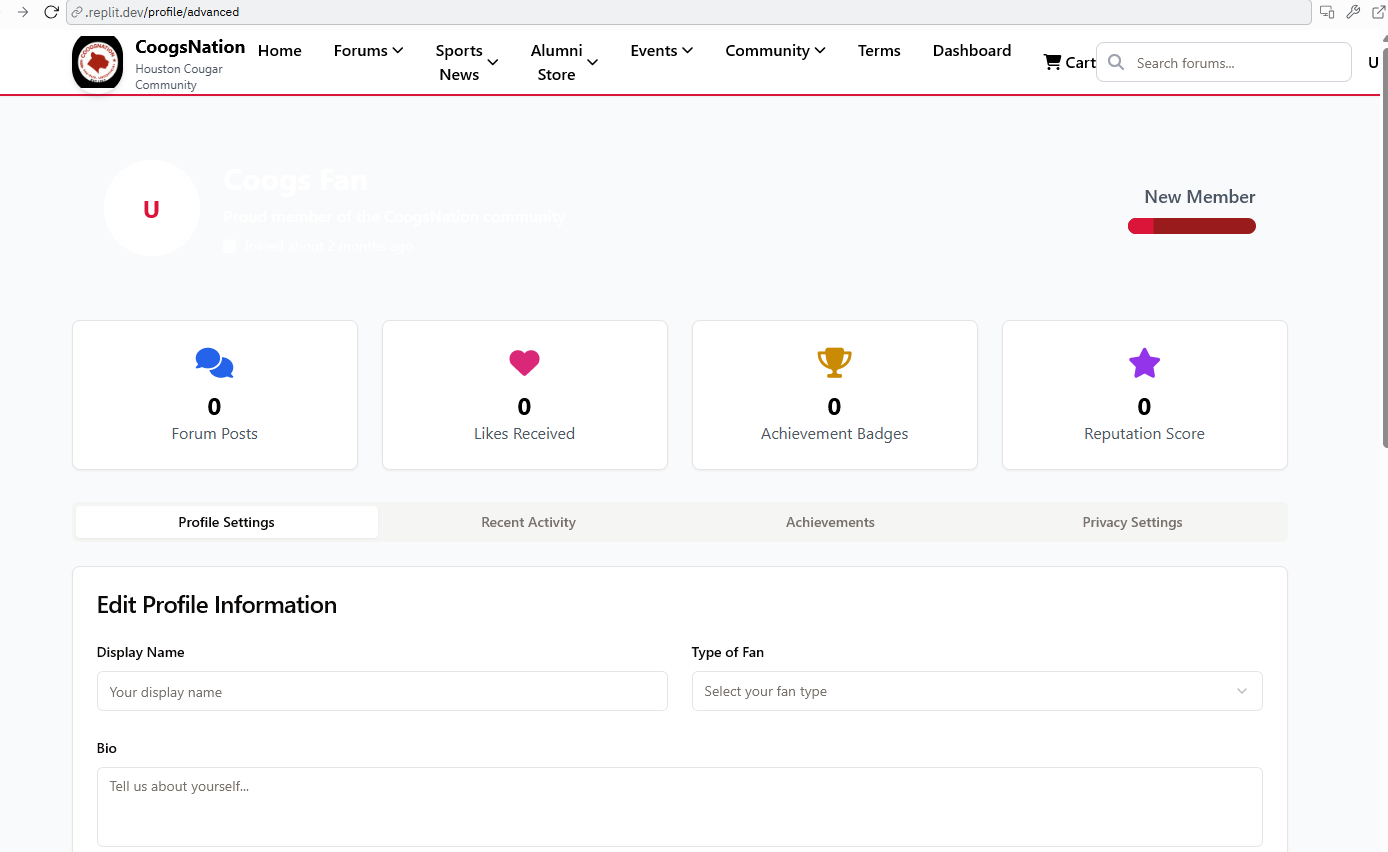 .replit.dev/profile/advanced
CoogsNation
Houston Cougar
Community
Home
Forums
Sports
News
Alumni
Store
Events
Community
Terms
Dashboard
Cart
Search forums...
U
U
Coogs Fan
Proud member of the CoogsNation community
Joined about 2 months ago
New Member
0
Forum Posts
0
Likes Received
0
Achievement Badges
0
Reputation Score
Profile Settings
Recent Activity
Achievements
Privacy Settings
Edit Profile Information
Display Name
Your display name
Type of Fan
Select your fan type
Bio
Tell us about yourself...